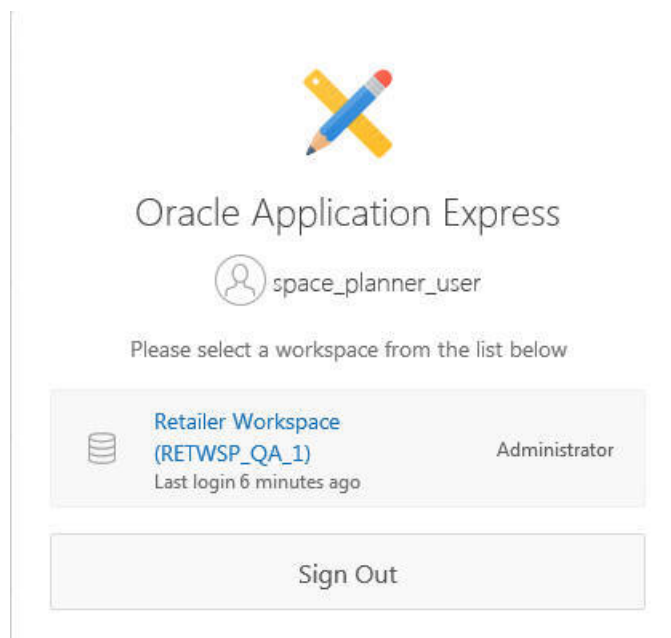 Oracle Application Express
space_planner_user
Please select a workspace from the list below
Retailer Workspace
(RETWSP_QA_1)
Administrator
Last login 6 minutes ago
Sign Out